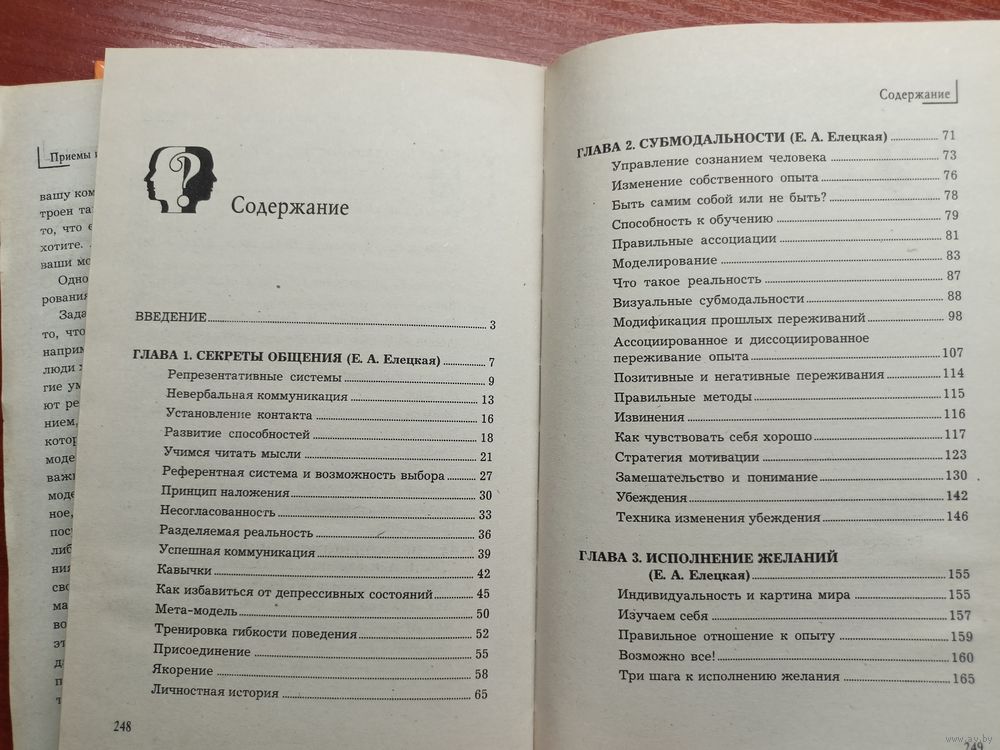 Приемы
вашу ком
троен та
то, что
хотите.
ваши мо
Одно
рования
Зада
то, что
наприм
люди
гие ум
ют ре
нием,
котор
моде
важн
моде
ное,
пос
либ
ния
сво
ма
во
эт
Содержание
ВВЕДЕНИЕ 3
ГЛАВА 1. СЕКРЕТЫ ОБЩЕНИЯ (Е. А. Елецкая) 7
Репрезентативные системы 9
Невербальная коммуникация 13
Установление контакта 16
Развитие способностей 18
Учимся читать мысли 21
Референтная система и возможность выбора 27
Принцип наложения 30
Несогласованность 33
Разделяемая реальность 36
Успешная коммуникация 39
Кавычки 42
Как избавиться от депрессивных состояний 45
Мета-модель 50
Тренировка гибкости поведения 52
Присоединение 55
Якорение 58
Личностная история 65
248
Содержание
ГЛАВА 2. СУБМОДАЛЬНОСТИ (Е. А. Елецкая) 71
Управление сознанием человека 73
Изменение собственного опыта 76
Быть самим собой или не быть? 78
Способность к обучению 79
Правильные ассоциации 81
Моделирование 83
Что такое реальность 87
Визуальные субмодальности 88
Модификация прошлых переживаний 98
Ассоциированное и диссоциированное
переживание опыта 107
Позитивные и негативные переживания 114
Правильные методы 115
Извинения 116
Как чувствовать себя хорошо 117
Стратегия мотивации 123
Замешательство и понимание 130
Убеждения 142
Техника изменения убеждения 146
ГЛАВА 3. ИСПОЛНЕНИЕ ЖЕЛАНИЙ
(Е. А. Елецкая) 155
Индивидуальность и картина мира 155
Изучаем себя 157
Правильное отношение к опыту 159
Возможно все! 160
Три шага к исполнению желания 165
249
www.av.by